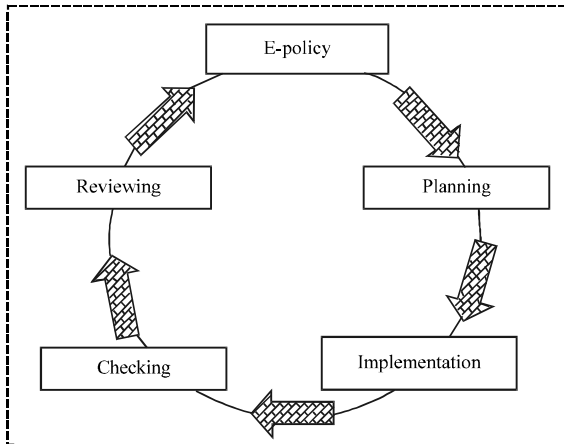 E-policy
Planning
Implementation
Checking
Reviewing